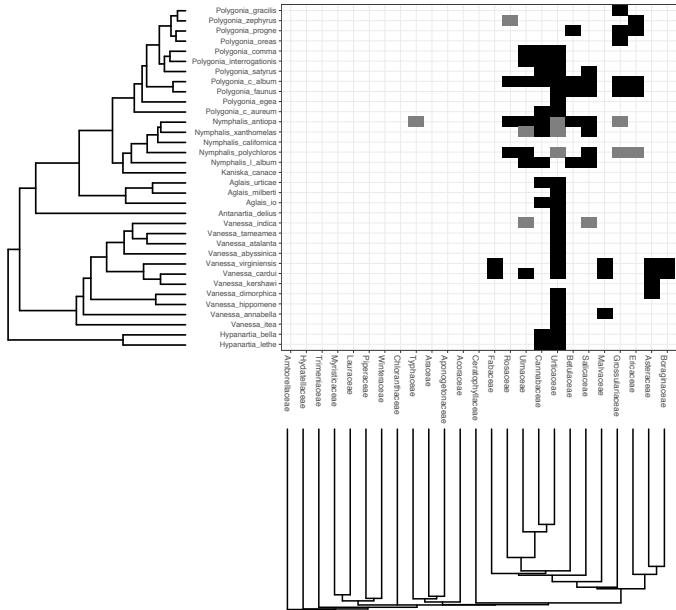 Polygonia_gracilis
Polygonia_zephyrus
Polygonia_progne
Polygonia_oreas
Polygonia_comma
Polygonia_interrogationis
Polygonia_satyrus
Polygonia_c_album
Polygonia_faunus
Polygonia_egea
Polygonia_c_aureum
Nymphalis_antiopa
Nymphalis_xanthomelas
Nymphalis_californica
Nymphalis_polychloros
Nymphalis_l_album
Kaniska_canace
Aglais_urticae
Aglais_milberti
Aglais_io
Antanartia_delius
Vanessa_indica
Vanessa_tameamea
Vanessa_atalanta
Vanessa_abyssinica
Vanessa_virginiensis
Vanessa_cardui
Vanessa_kershawi
Vanessa_dimorphica
Vanessa_hippomene
Vanessa_annabella
Vanessa_itea
Hypanartia_bella
Hypanartia_lethe
Amborellaceae
Hydatellaceae
Trimeniaceae
Myristicaceae
Lauraceae
Piperaceae
Winteraceae
Chloranthaceae
Typhaceae
Araceae
Aponogetonaceae
Acoraceae
Ceratophyllaceae
Fabaceae
Rosaceae
Ulmaceae
Cannabaceae
Urticaceae
Betulaceae
Salicaceae
Malvaceae
Grossulariaceae
Ericaceae
Asteraceae
Boraginaceae